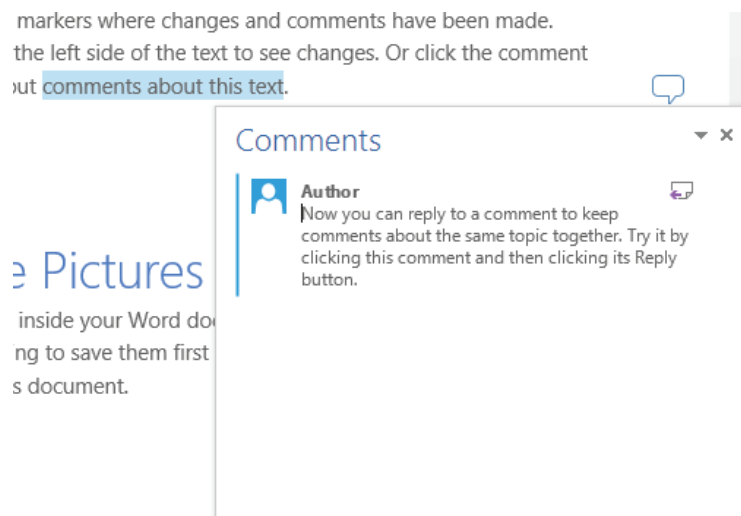 markers where changes and comments have been made.
the left side of the text to see changes. Or click the comment
out comments about this text.
Comments
Author
Now you can reply to a comment to keep
comments about the same topic together. Try it by
clicking this comment and then clicking its Reply
button.
e Pictures
inside your Word do
ng to save them first
s document.